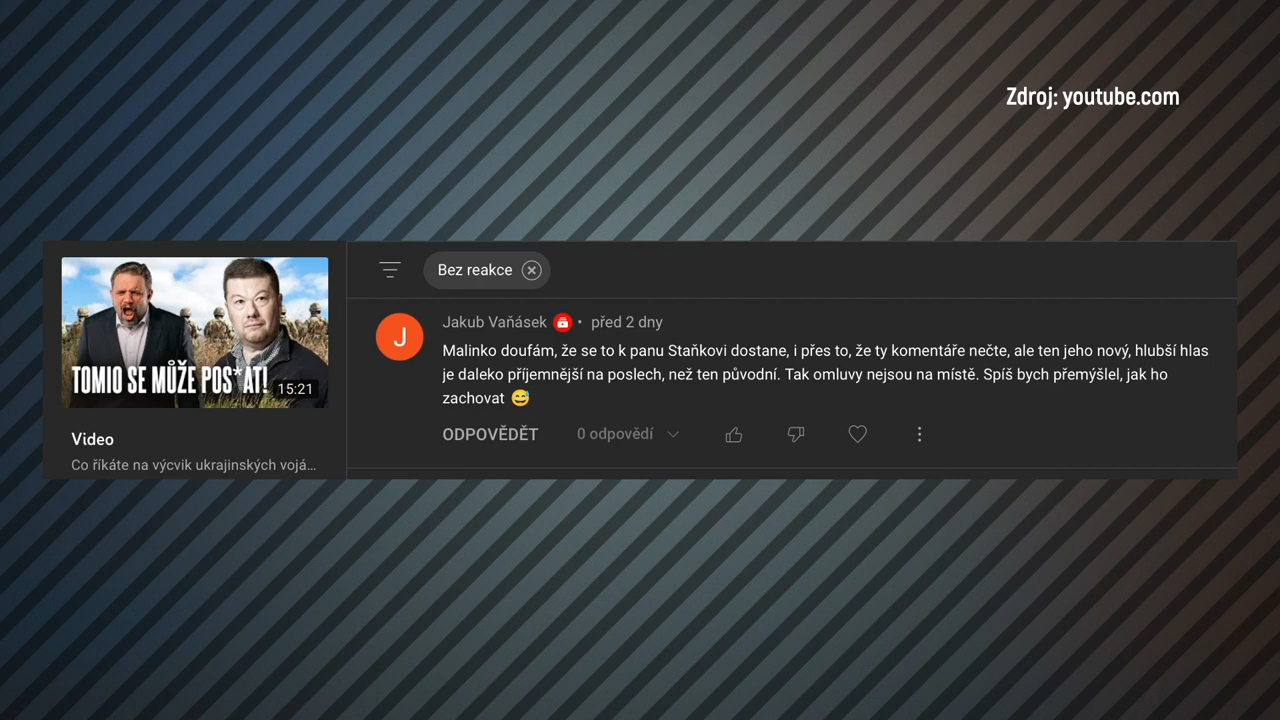 Zdroj: youtube.com
TOMIO SE MŮŽE POS*AT!
15:21
Video
Co říkáte na výcvik ukrajinských vojá...
Bez reakce
J
Jakub Vaňásek • před 2 dny
Malinko doufám, že se to k panu Staňkovi dostane, i přes to, že ty komentáře nečte, ale ten jeho nový, hlubší hlas
je daleko příjemnější na poslech, než ten původní. Tak omluvy nejsou na místě. Spíš bych přemýšlel, jak ho
zachovat 😅
ODPOVĚDĚT 0 odpovědí